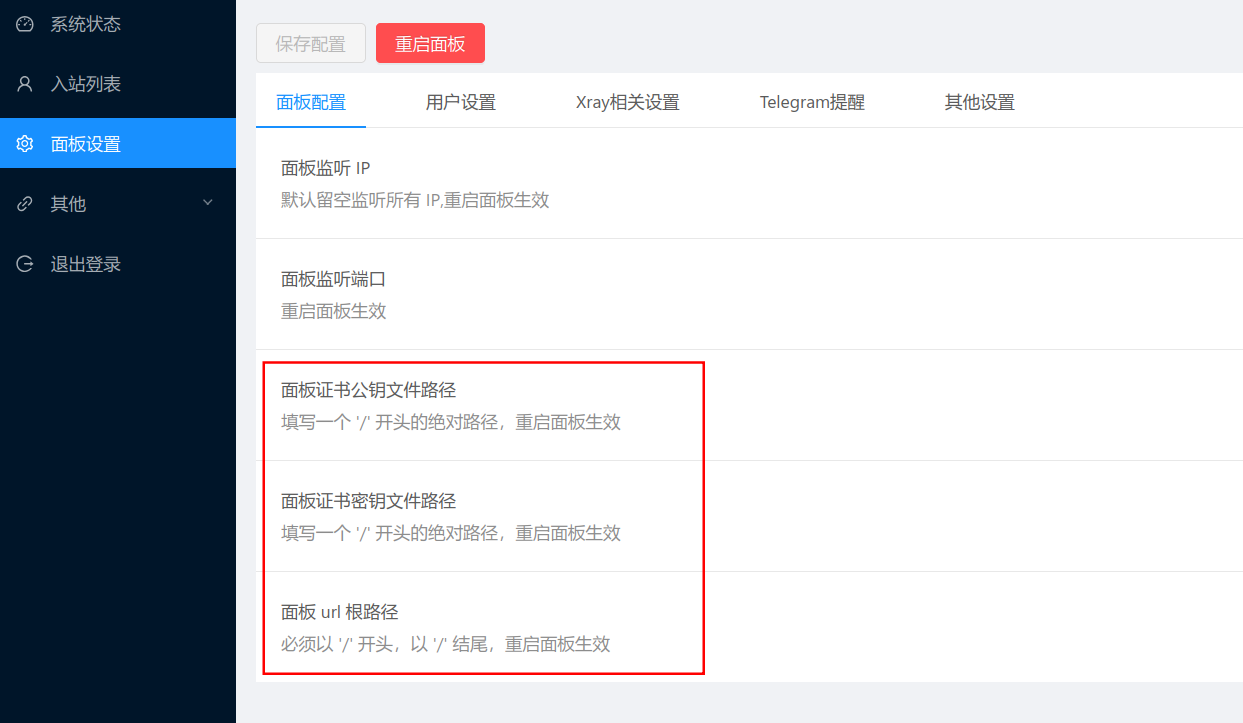 系统状态
入站列表
面板设置
其他
退出登录
保存配置 重启面板
面板配置 用户设置 Xray相关设置 Telegram提醒 其他设置
面板监听 IP
默认留空监听所有 IP,重启面板生效
面板监听端口
重启面板生效
面板证书公钥文件路径
填写一个 '/' 开头的绝对路径，重启面板生效
面板证书密钥文件路径
填写一个 '/' 开头的绝对路径，重启面板生效
面板 url 根路径
必须以 '/' 开头，以 '/' 结尾，重启面板生效